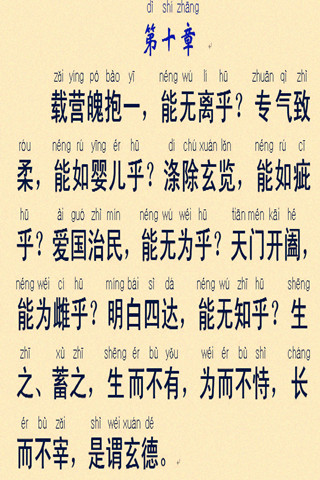 dì shí zhāng
第十章
zǎi yíng pò bào yī néng wú lí hū zhuān qì zhì
载营魄抱一，能无离乎？专气致
róu néng rú yīng ér hū dí chú xuán lǎn néng rú cī
柔，能如婴儿乎？涤除玄览，能如疵
hū ài guó zhì mín néng wú wéi hū tiān mén kāi hé
乎？爱国治民，能无为乎？天门开阖，
néng wéi cí hū míng bái sì dá néng wú zhī hū shēng
能为雌乎？明白四达，能无知乎？生
zhī xù zhī shēng ér bù yǒu wéi ér bù shì cháng
之、蓄之，生而不有，为而不恃，长
ér bù zǎi shì wèi xuán dé
而不宰，是谓玄德。